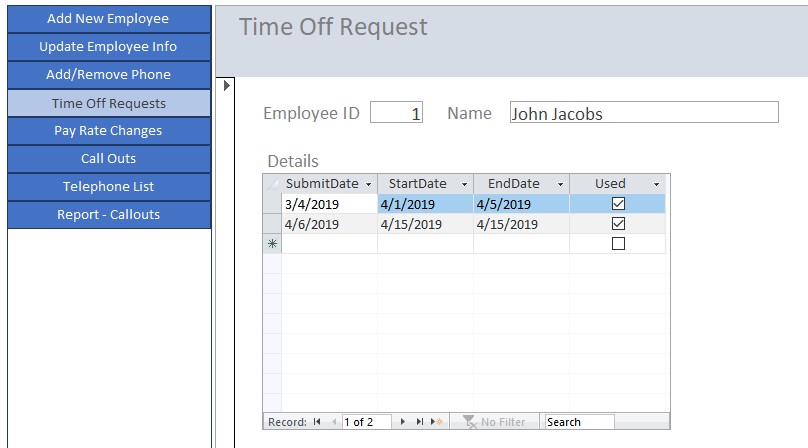 Add New Employee
Update Employee Info
Add/Remove Phone
Time Off Requests
Pay Rate Changes
Call Outs
Telephone List
Report - Callouts
Time Off Request
Employee ID 1 Name John Jacobs
Details
SubmitDate StartDate EndDate Used
3/4/2019 4/1/2019 4/5/2019
4/6/2019 4/15/2019 4/15/2019
Record: 1 of 2 No Filter Search